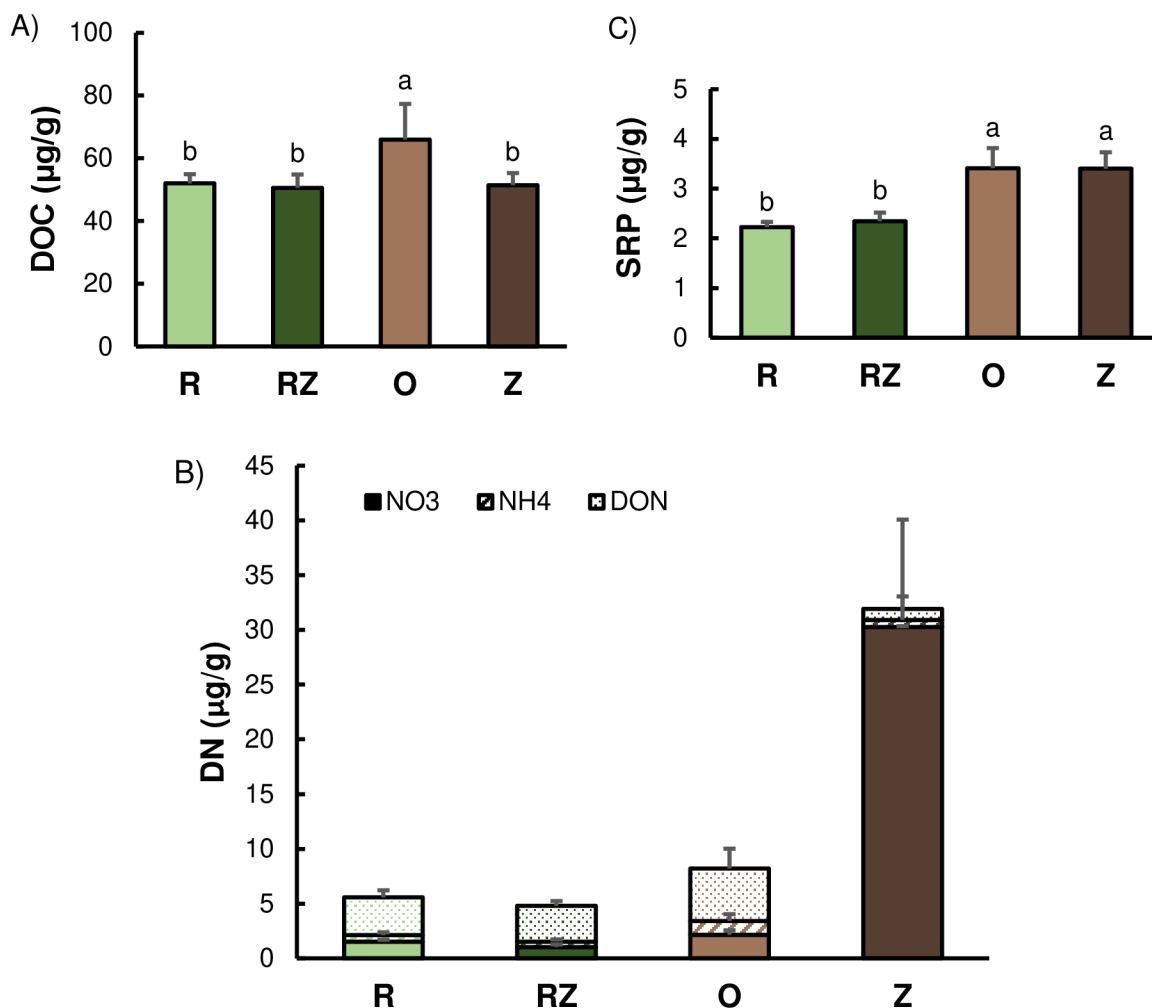 A)
DOC (µg/g)
100
80
60
40
20
0
b
b
a
b
R RZ O Z
C)
SRP (µg/g)
5
4
3
2
1
0
b
b
a
a
R RZ O Z
B)
DN (µg/g)
45
40
35
30
25
20
15
10
5
0
NO3 NH4 DON
R RZ O Z